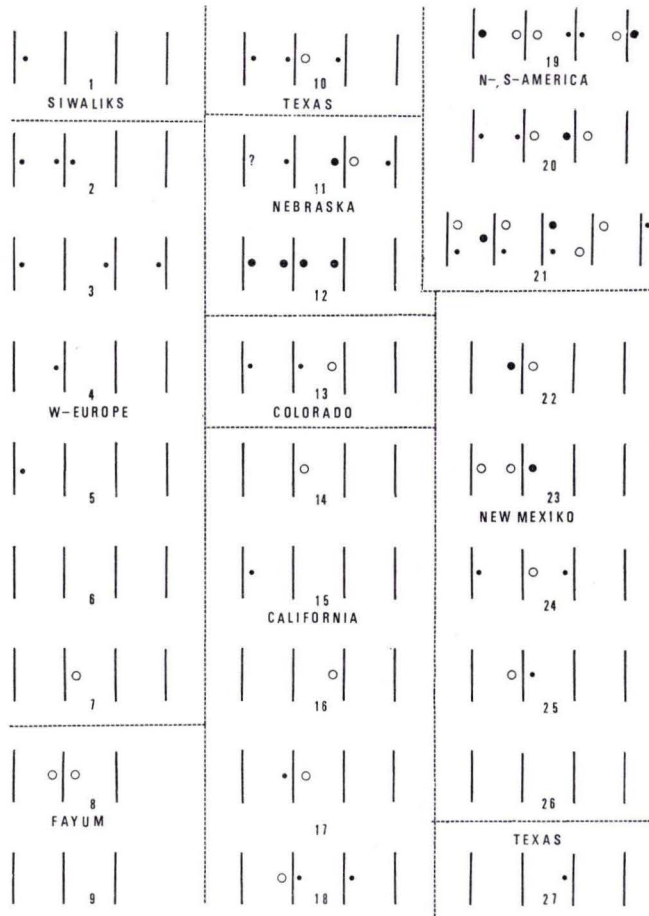 1
SIWALIKS
2
3
4
W-EUROPE
5
6
7
8
FAYUM
9
10
TEXAS
?
11
NEBRASKA
12
13
COLORADO
14
15
CALIFORNIA
16
17
18
19
N-, S-AMERICA
20
21
22
23
NEW MEXIKO
24
25
26
TEXAS
27